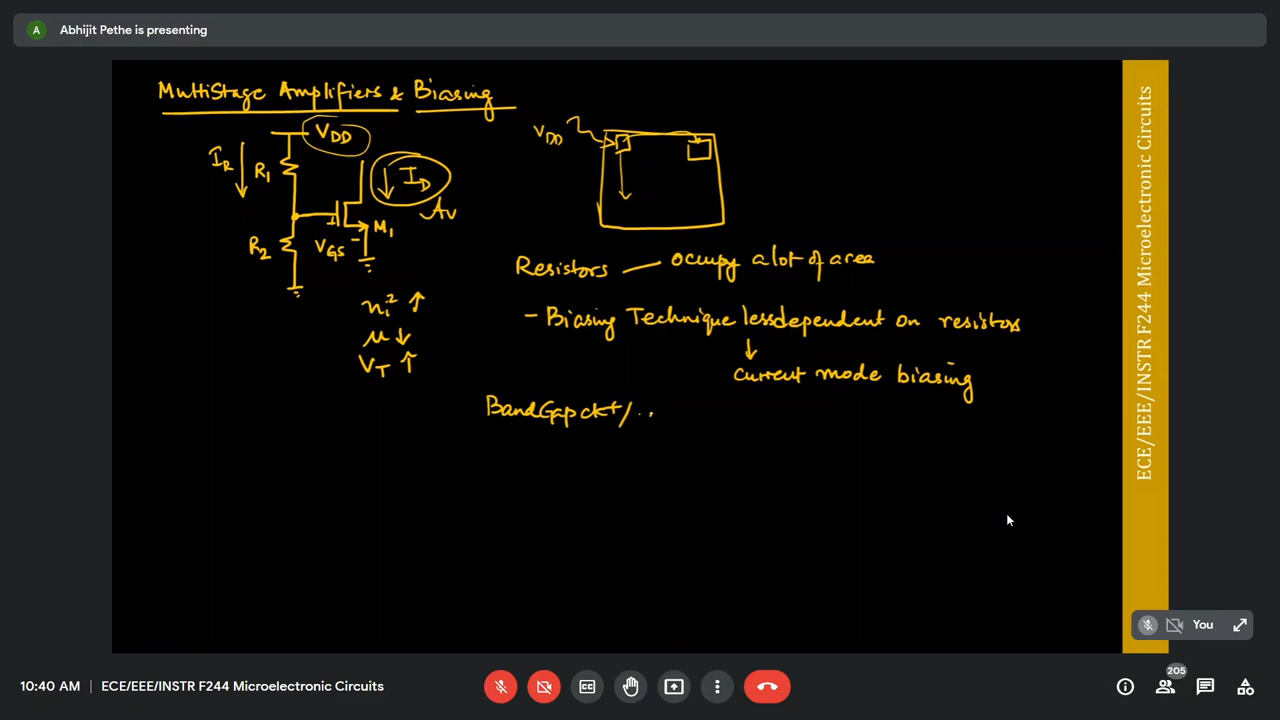 A Abhijit Pethe is presenting
MultiStage Amplifiers & Biasing
VDD
IR
R1
ID
Av
M1
R2
VGS
VDD
Resistors — occupy a lot of area
- Biasing Technique less dependent on resistors
↓
current mode biasing
ni² ↑
μ ↓
VT ↑
BandGap ckt/..
ECE/EEE/INSTR F244 Microelectronic Circuits
You
10:40 AM | ECE/EEE/INSTR F244 Microelectronic Circuits
205